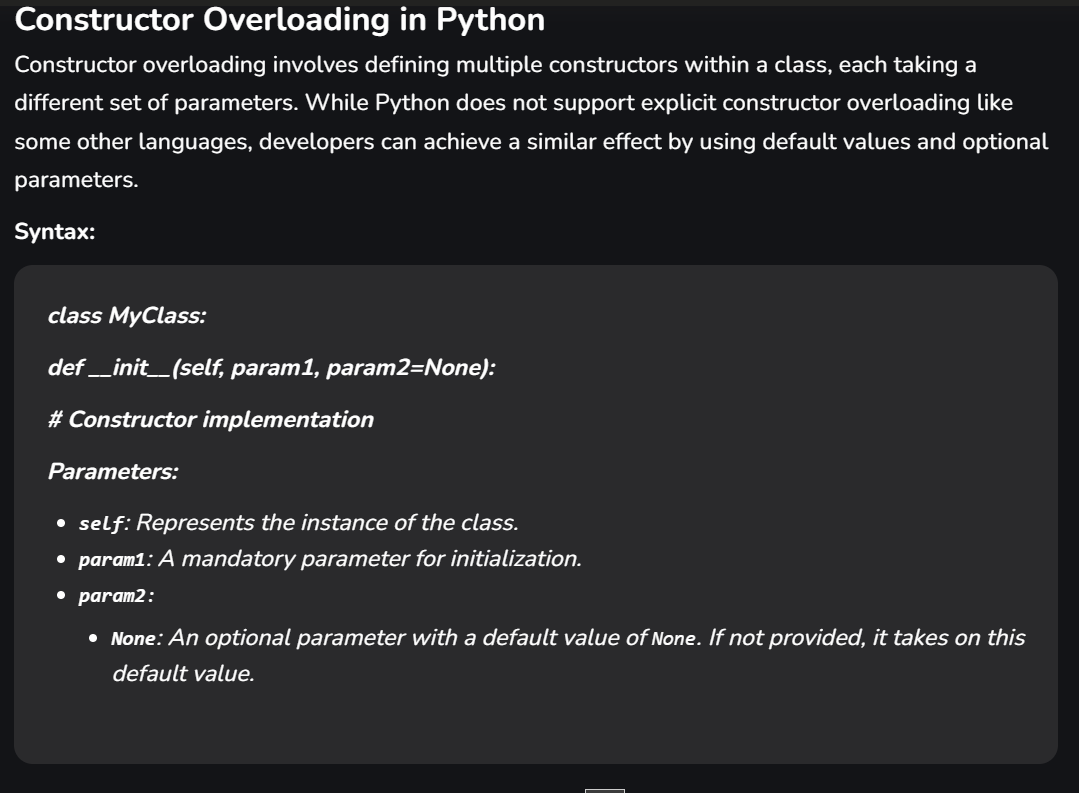 Constructor Overloading in Python
Constructor overloading involves defining multiple constructors within a class, each taking a
different set of parameters. While Python does not support explicit constructor overloading like
some other languages, developers can achieve a similar effect by using default values and optional
parameters.
Syntax:
class MyClass:
def __init__(self, param1, param2=None):
# Constructor implementation
Parameters:
• self: Represents the instance of the class.
• param1: A mandatory parameter for initialization.
• param2:
• None: An optional parameter with a default value of None. If not provided, it takes on this
default value.